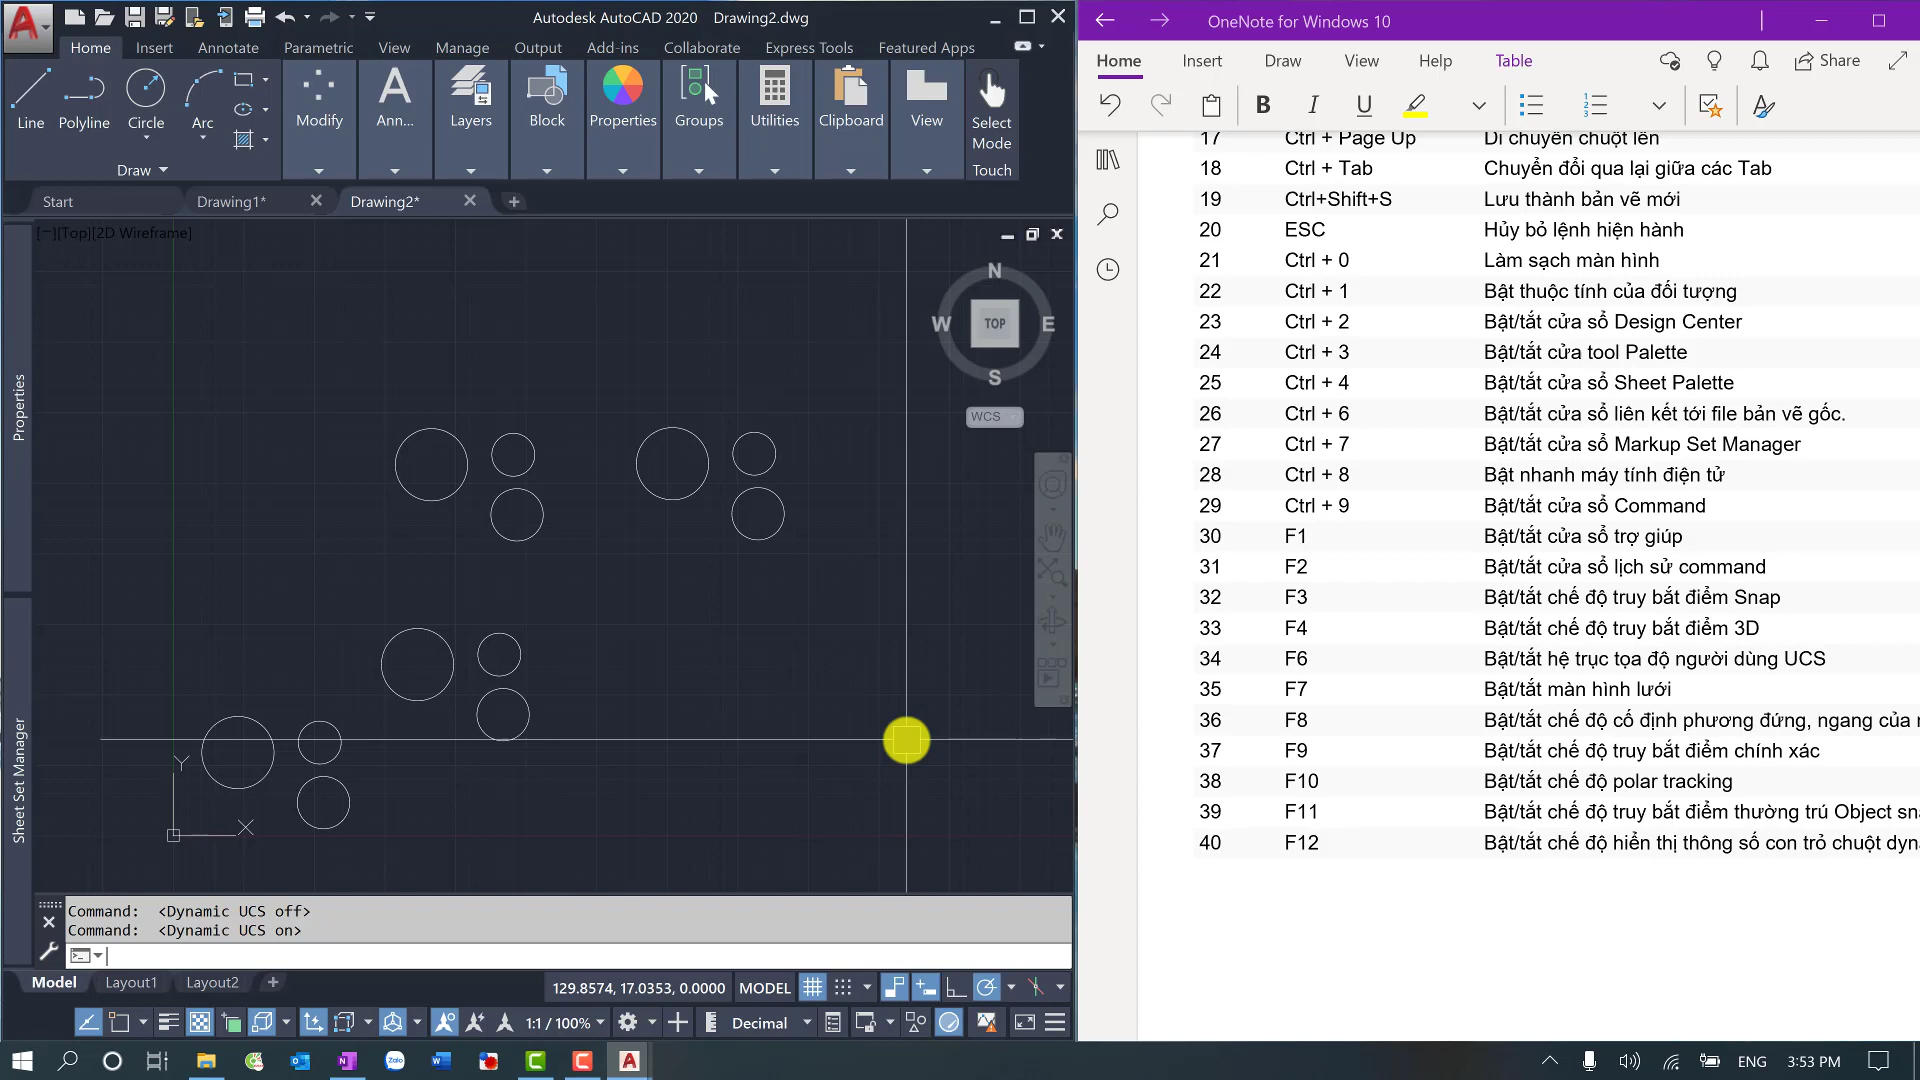 Autodesk AutoCAD 2020 Drawing2.dwg
Home Insert Annotate Parametric View Manage Output Add-ins Collaborate Express Tools Featured Apps
Line Polyline Circle Arc
Modify Ann... Layers Block Properties Groups Utilities Clipboard View Select Mode
Draw Touch
Start Drawing1* Drawing2*
[−][Top][2D Wireframe]
N
W TOP E
S
WCS
Properties
Sheet Set Manager
Y
X
Command: <Dynamic UCS off>
Command: <Dynamic UCS on>
Model Layout1 Layout2
129.8574, 17.0353, 0.0000 MODEL
1:1 / 100% Decimal
OneNote for Windows 10
Home Insert Draw View Help Table Share
B I U
17 Ctrl + Page Up Di chuyển chuột lên
18 Ctrl + Tab Chuyển đổi qua lại giữa các Tab
19 Ctrl+Shift+S Lưu thành bản vẽ mới
20 ESC Hủy bỏ lệnh hiện hành
21 Ctrl + 0 Làm sạch màn hình
22 Ctrl + 1 Bật thuộc tính của đối tượng
23 Ctrl + 2 Bật/tắt cửa sổ Design Center
24 Ctrl + 3 Bật/tắt cửa tool Palette
25 Ctrl + 4 Bật/tắt cửa sổ Sheet Palette
26 Ctrl + 6 Bật/tắt cửa sổ liên kết tới file bản vẽ gốc.
27 Ctrl + 7 Bật/tắt cửa sổ Markup Set Manager
28 Ctrl + 8 Bật nhanh máy tính điện tử
29 Ctrl + 9 Bật/tắt cửa sổ Command
30 F1 Bật/tắt cửa sổ trợ giúp
31 F2 Bật/tắt cửa sổ lịch sử command
32 F3 Bật/tắt chế độ truy bắt điểm Snap
33 F4 Bật/tắt chế độ truy bắt điểm 3D
34 F6 Bật/tắt hệ trục tọa độ người dùng UCS
35 F7 Bật/tắt màn hình lưới
36 F8 Bật/tắt chế độ cố định phương đứng, ngang của
37 F9 Bật/tắt chế độ truy bắt điểm chính xác
38 F10 Bật/tắt chế độ polar tracking
39 F11 Bật/tắt chế độ truy bắt điểm thường trú Object
40 F12 Bật/tắt chế độ hiển thị thông số con trỏ chuột
ENG 3:53 PM